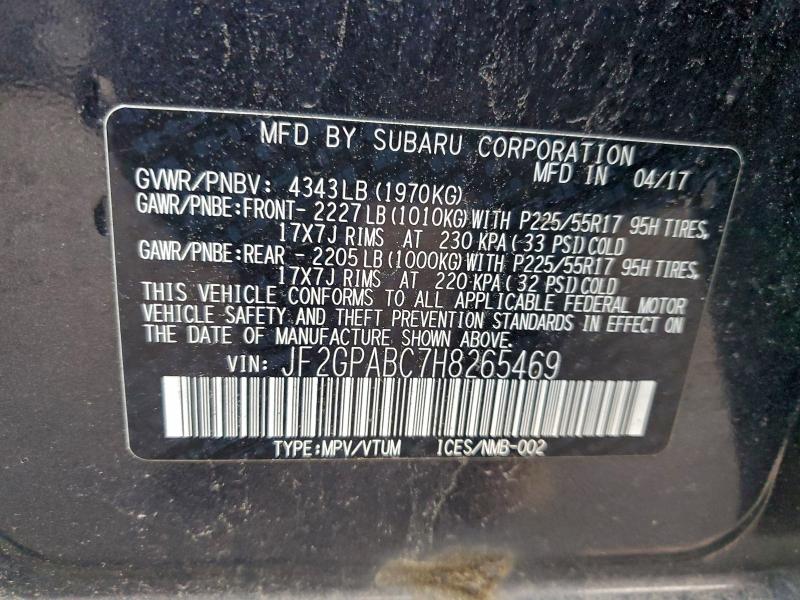 MFD BY SUBARU CORPORATION
MFD IN 04/17
GVWR/PNBV: 4343LB (1970KG)
GAWR/PNBE:FRONT- 2227LB (1010KG) WITH P225/55R17 95H TIRES,
17X7J RIMS AT 230 KPA ( 33 PSI) COLD
GAWR/PNBE:REAR - 2205LB (1000KG) WITH P225/55R17 95H TIRES,
17X7J RIMS AT 220 KPA ( 32 PSI) COLD
THIS VEHICLE CONFORMS TO ALL APPLICABLE FEDERAL MOTOR
VEHICLE SAFETY AND THEFT PREVENTION STANDARDS IN EFFECT ON
THE DATE OF MANUFACTURE SHOWN ABOVE.
VIN: JF2GPABC7H8265469
TYPE:MPV/VTUM ICES/NMB-002